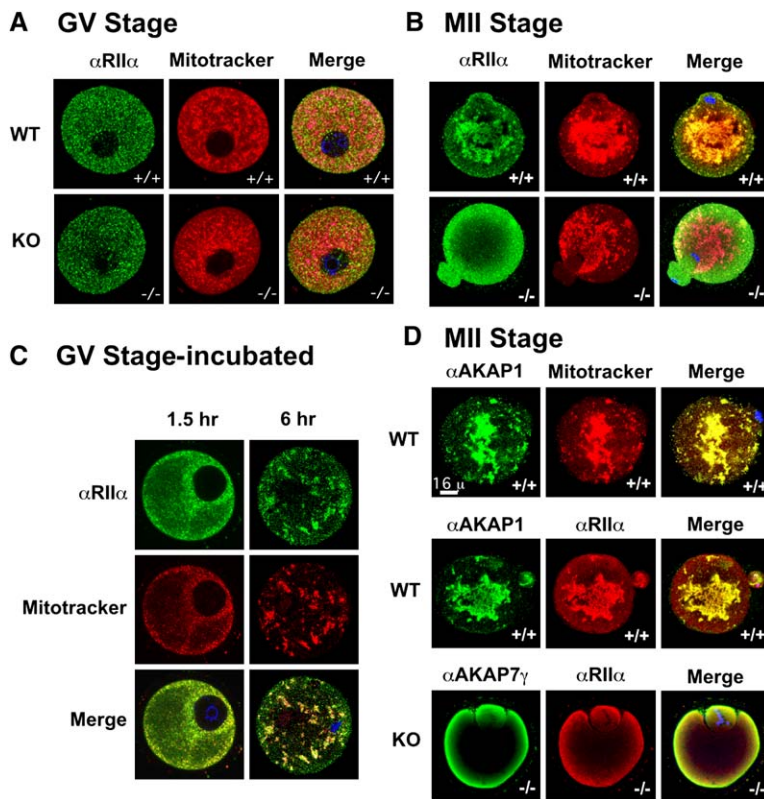 A GV Stage
αRIIα Mitotracker Merge
WT
+/+ +/+ +/+
KO
-/- -/- -/-
B MII Stage
αRIIα Mitotracker Merge
+/+ +/+ +/+
-/- -/- -/-
C GV Stage-incubated
1.5 hr 6 hr
αRIIα
Mitotracker
Merge
D MII Stage
αAKAP1 Mitotracker Merge
WT
16 μ
+/+ +/+ +/+
αAKAP1 αRIIα Merge
WT
+/+ +/+ +/+
αAKAP7γ αRIIα Merge
KO
-/- -/- -/-